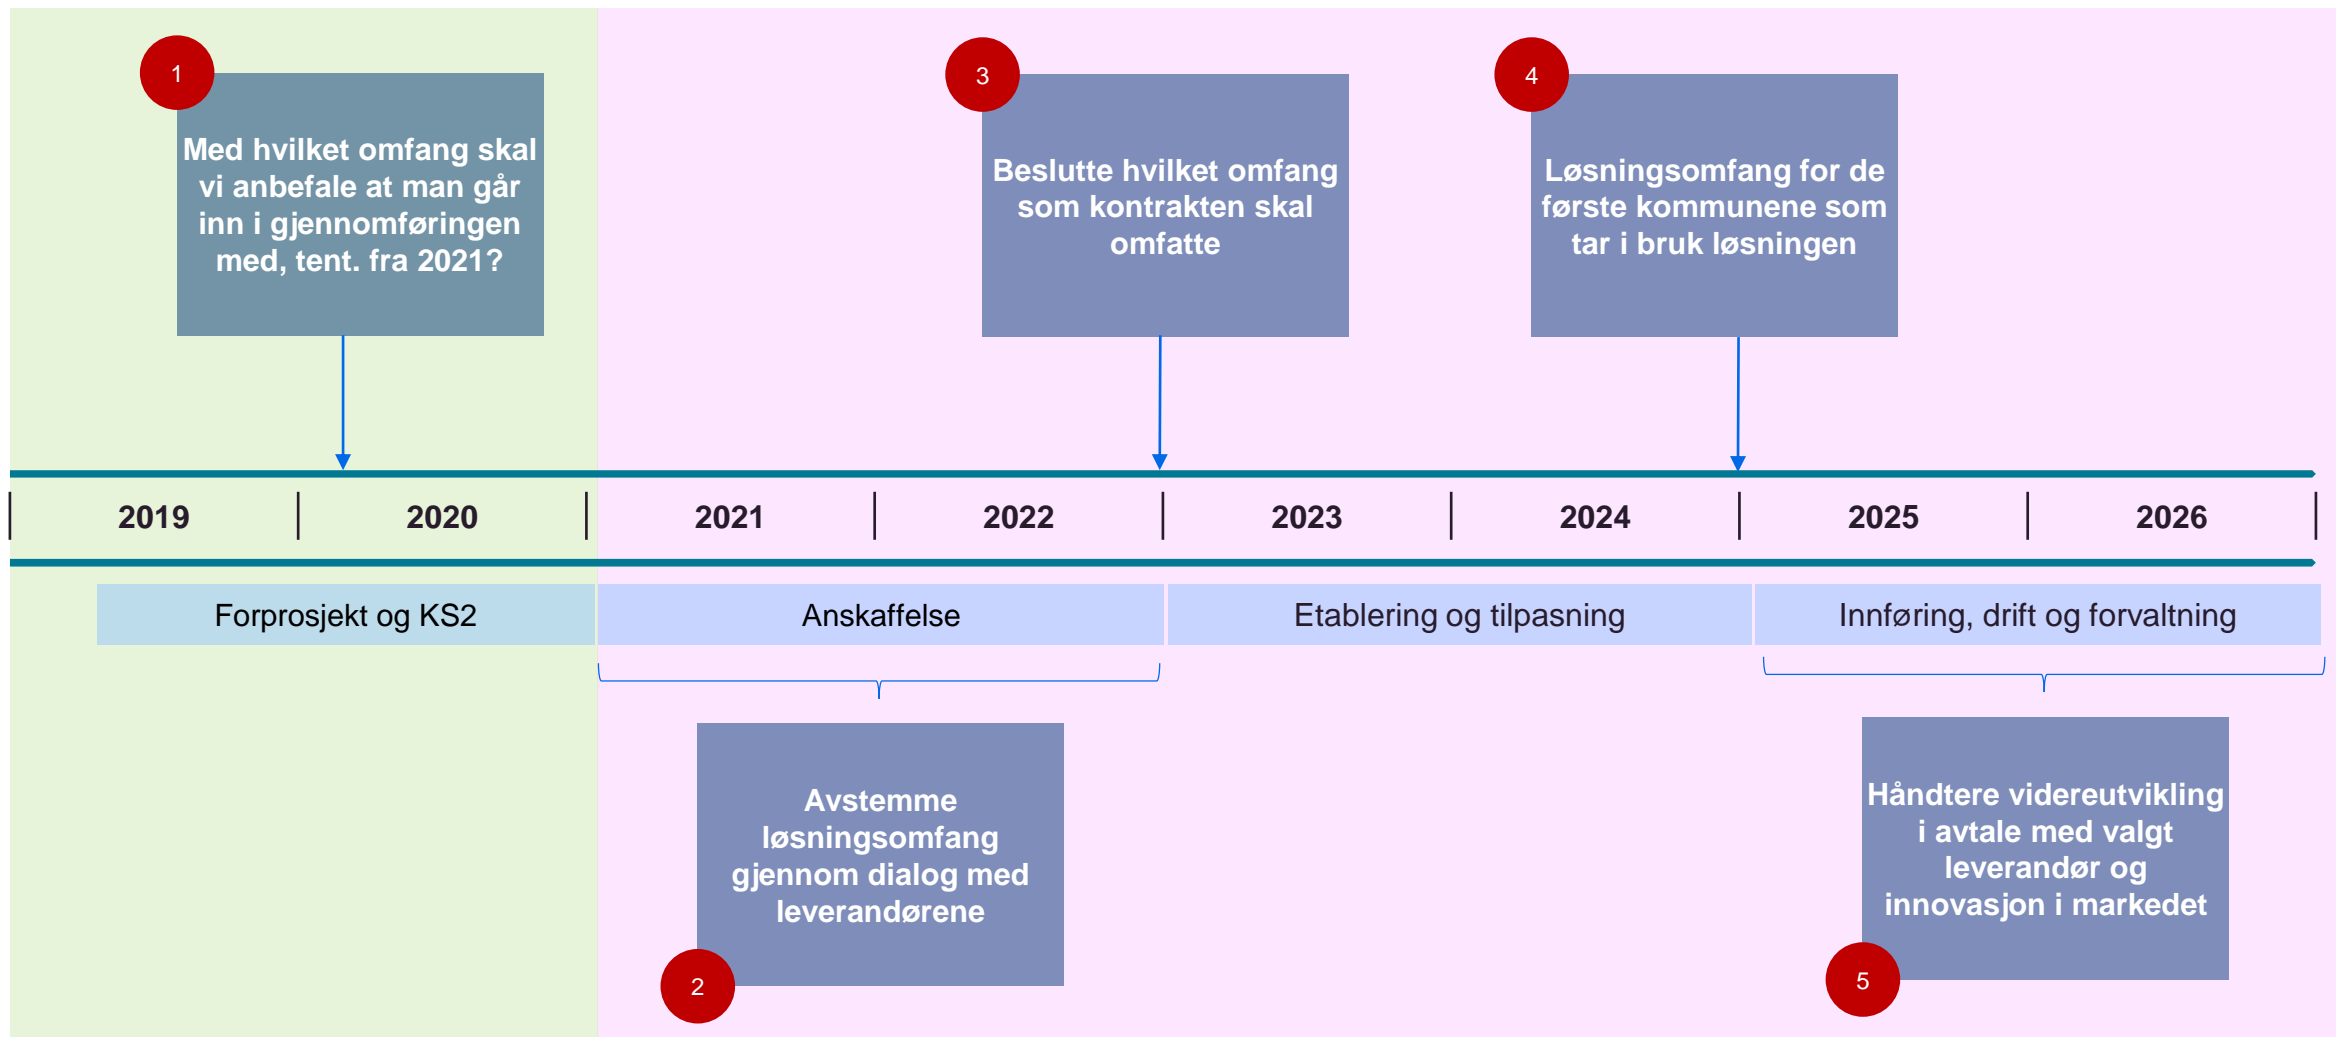 1
Med hvilket omfang skal
vi anbefale at man går
inn i gjennomføringen
med, tent. fra 2021?
3
Beslutte hvilket omfang
som kontrakten skal
omfatte
4
Løsningsomfang for de
første kommunene som
tar i bruk løsningen
2019 2020 2021 2022 2023 2024 2025 2026
Forprosjekt og KS2 Anskaffelse Etablering og tilpasning Innføring, drift og forvaltning
Avstemme
løsningsomfang
gjennom dialog med
leverandørene
2
Håndtere videreutvikling
i avtale med valgt
leverandør og
innovasjon i markedet
5